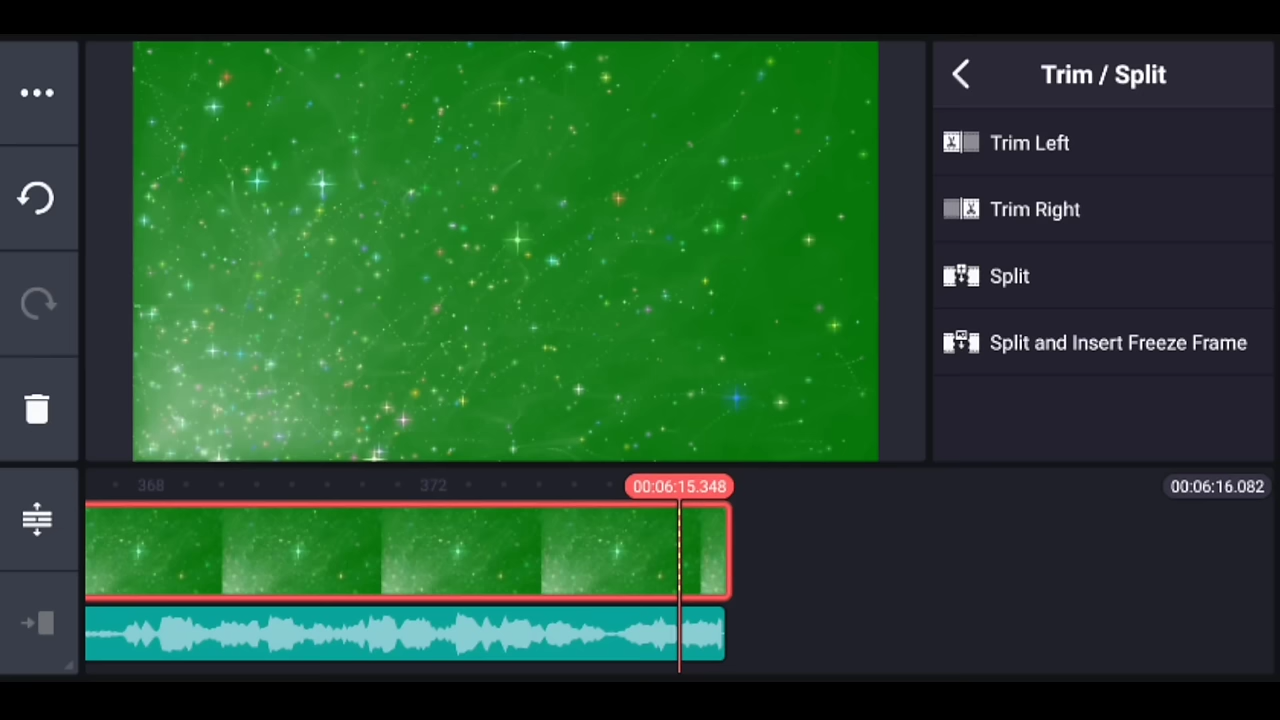 Trim / Split
Trim Left
Trim Right
Split
Split and Insert Freeze Frame
368
372
00:06:15.348
00:06:16.082